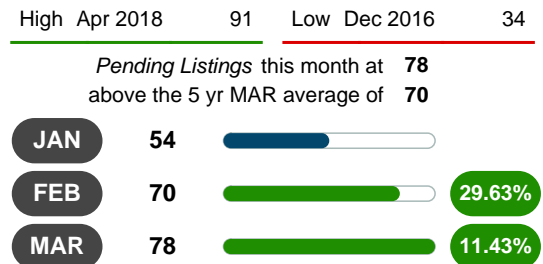 High Apr 2018 91 Low Dec 2016 34
Pending Listings this month at 78
above the 5 yr MAR average of 70
JAN 54
FEB 70 29.63%
MAR 78 11.43%